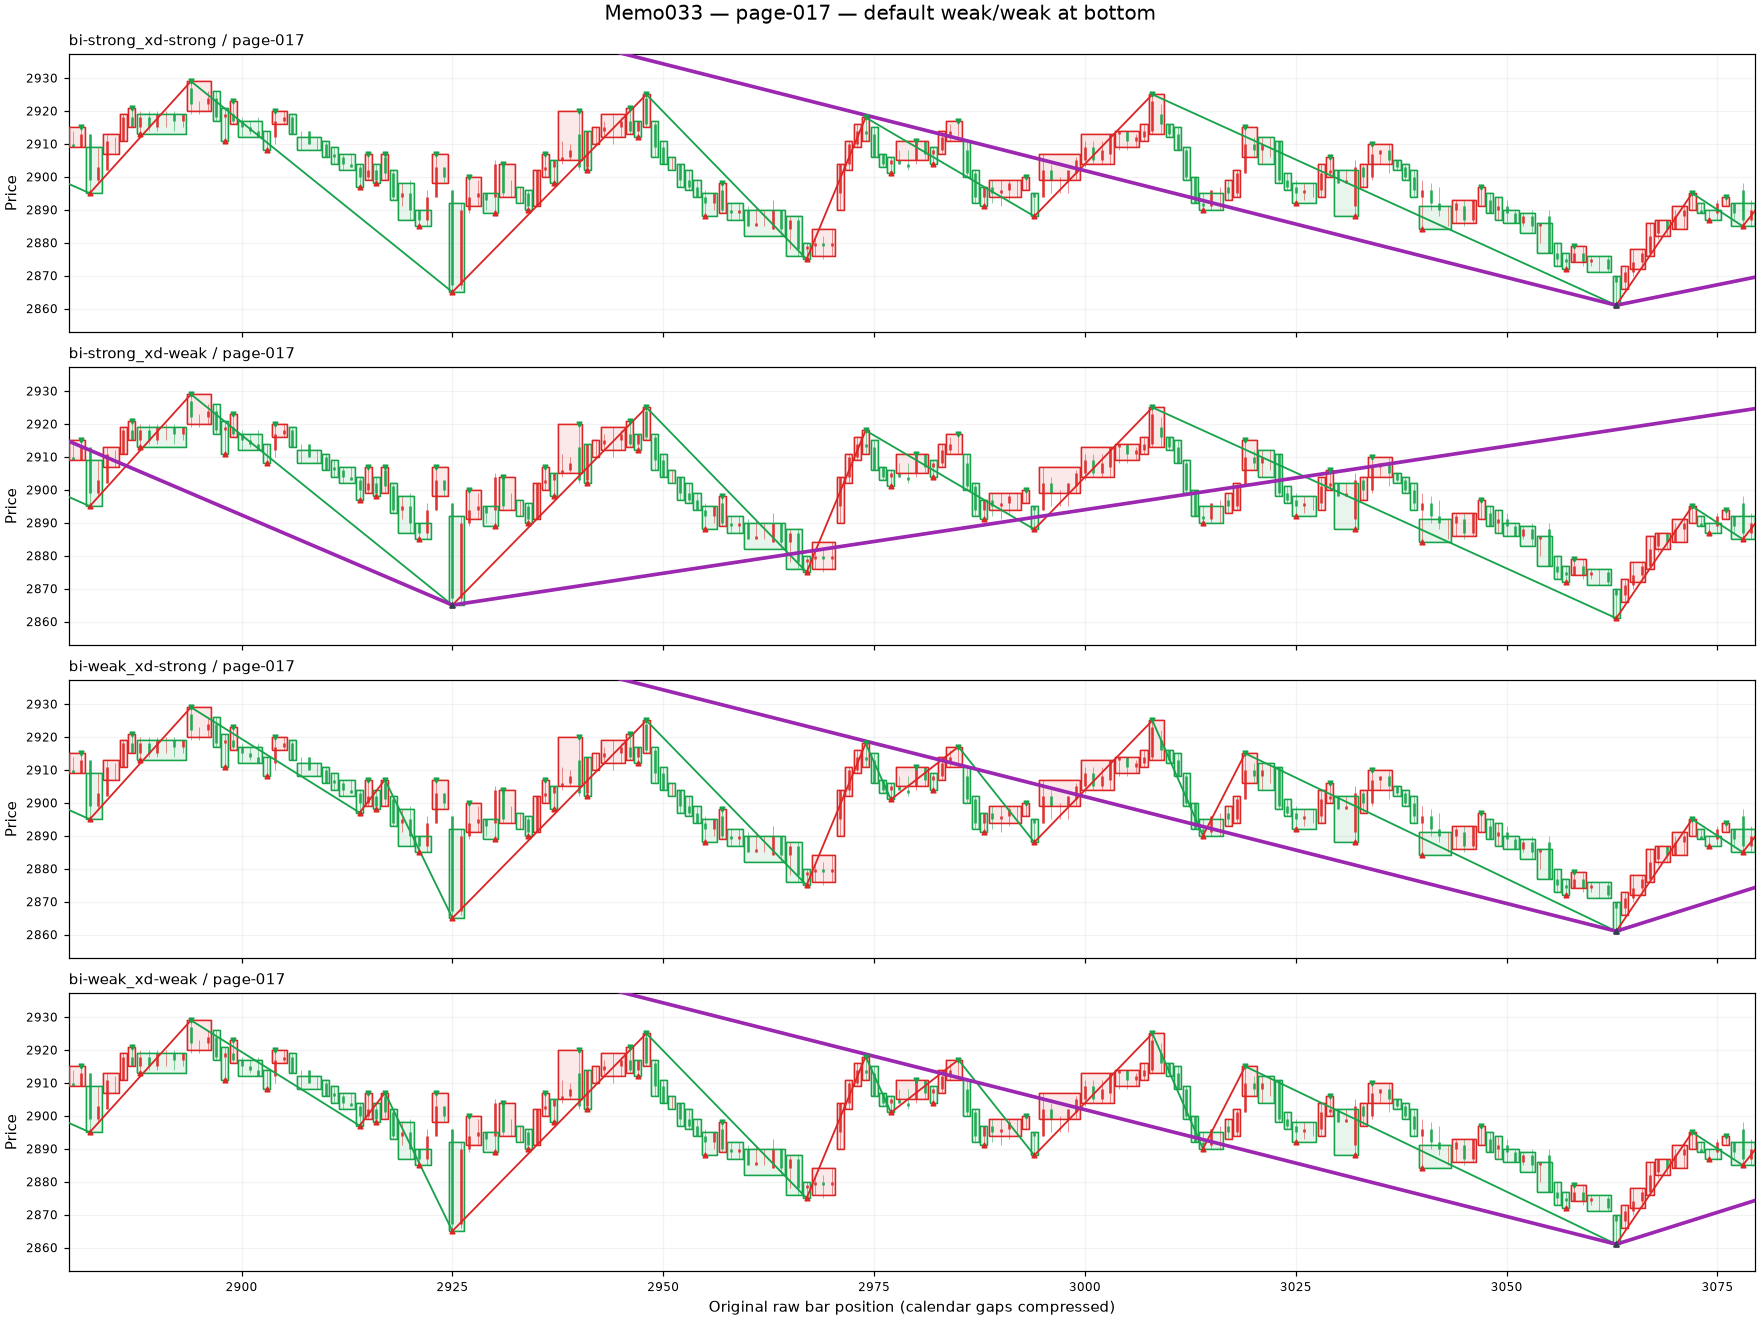 Memo033 — page-017 — default weak/weak at bottom
bi-strong_xd-strong / page-017
2930
2920
2910
2900
2890
2880
2870
2860
Price
bi-strong_xd-weak / page-017
2930
2920
2910
2900
2890
2880
2870
2860
Price
bi-weak_xd-strong / page-017
2930
2920
2910
2900
2890
2880
2870
2860
Price
bi-weak_xd-weak / page-017
2930
2920
2910
2900
2890
2880
2870
2860
Price
2900 2925 2950 2975 3000 3025 3050 3075
Original raw bar position (calendar gaps compressed)